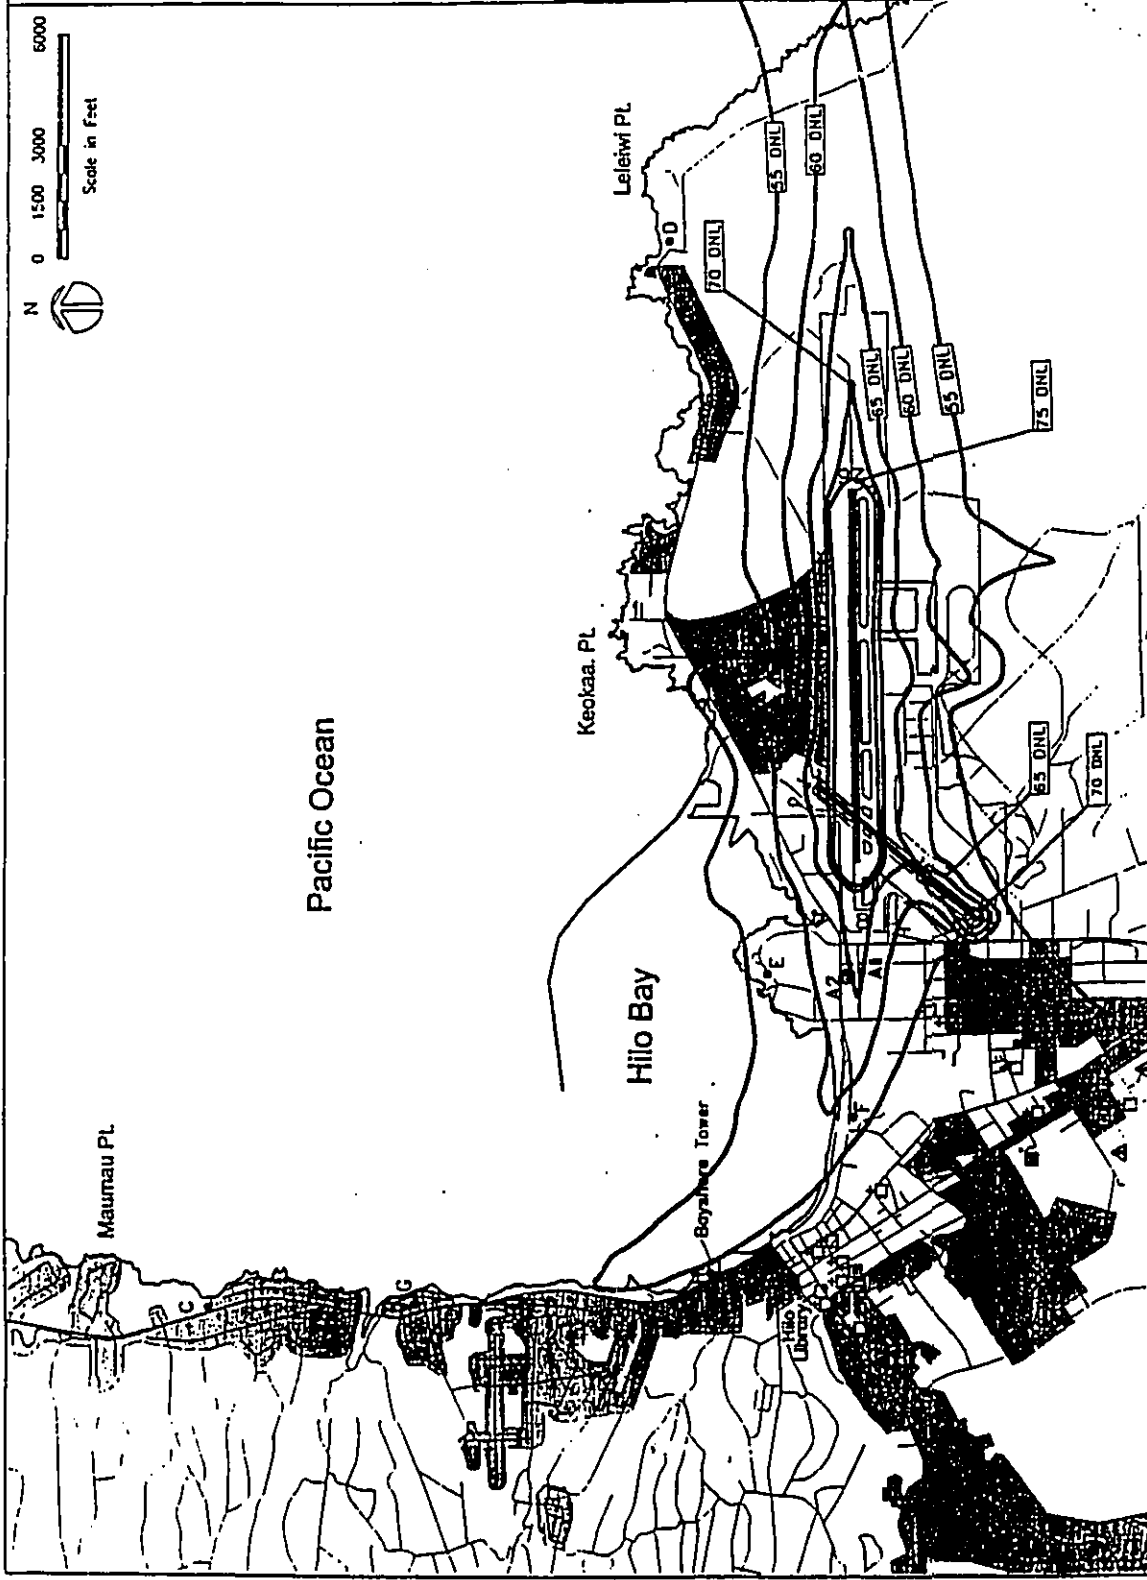 0 1500 3000 6000
Scale in Feet
N
Pacific Ocean
Hilo Bay
Maumau Pt.
Keokaa. Pt.
Leleiwi Pt.
Bayshore Tower
Hilo
Library
C
B
G
D
E
F
A2
A1
55 DNL
60 DNL
70 DNL
65 DNL
60 DNL
55 DNL
75 DNL
65 DNL
70 DNL